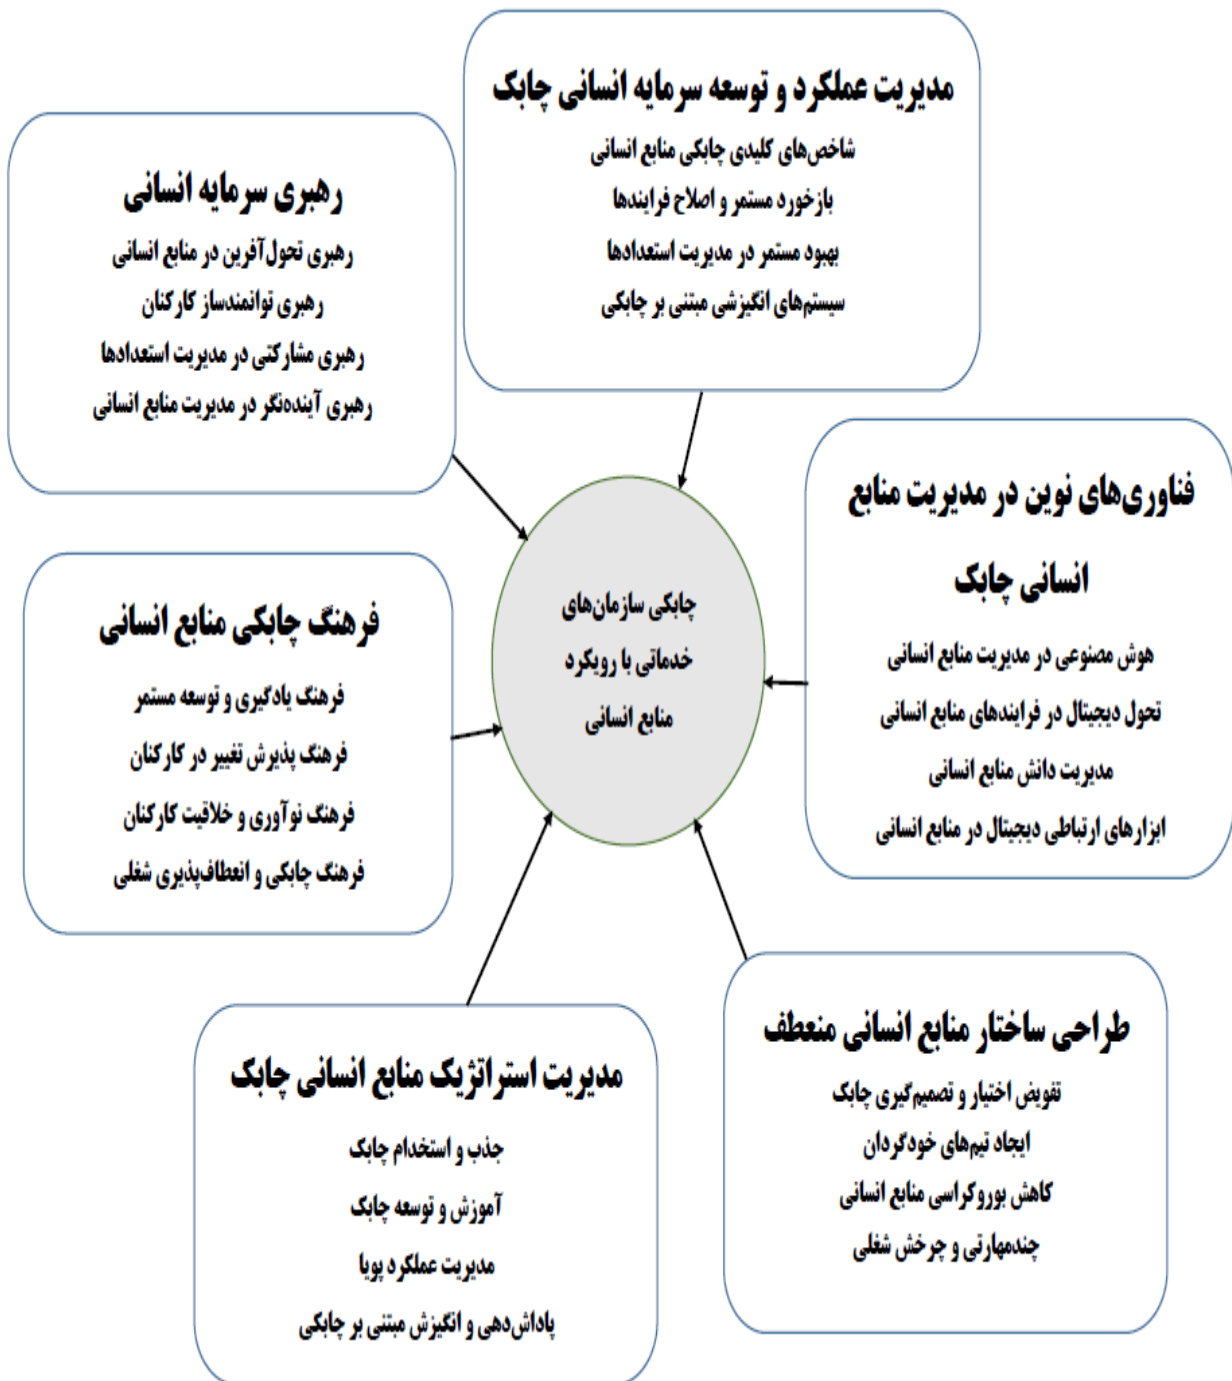 مدیریت عملکرد و توسعه سرمایه انسانی چابک
شاخص‌های کلیدی چابکی منابع انسانی
بازخورد مستمر و اصلاح فرایندها
بهبود مستمر در مدیریت استعدادها
سیستم‌های انگیزشی مبتنی بر چابکی
رهبری سرمایه انسانی
رهبری تحول‌آفرین در منابع انسانی
رهبری توانمندساز کارکنان
رهبری مشارکتی در مدیریت استعدادها
رهبری آینده‌نگر در مدیریت منابع انسانی
فناوری‌های نوین در مدیریت منابع
انسانی چابک
هوش مصنوعی در مدیریت منابع انسانی
تحول دیجیتال در فرایندهای منابع انسانی
مدیریت دانش منابع انسانی
ابزارهای ارتباطی دیجیتال در منابع انسانی
چابکی سازمان‌های
خدماتی با رویکرد
منابع انسانی
فرهنگ چابکی منابع انسانی
فرهنگ یادگیری و توسعه مستمر
فرهنگ پذیرش تغییر در کارکنان
فرهنگ نوآوری و خلاقیت کارکنان
فرهنگ چابکی و انعطاف‌پذیری شغلی
طراحی ساختار منابع انسانی منعطف
تفویض اختیار و تصمیم‌گیری چابک
ایجاد تیم‌های خودگردان
کاهش بوروکراسی منابع انسانی
چندمهارتی و چرخش شغلی
مدیریت استراتژیک منابع انسانی چابک
جذب و استخدام چابک
آموزش و توسعه چابک
مدیریت عملکرد پویا
پاداش‌دهی و انگیزش مبتنی بر چابکی